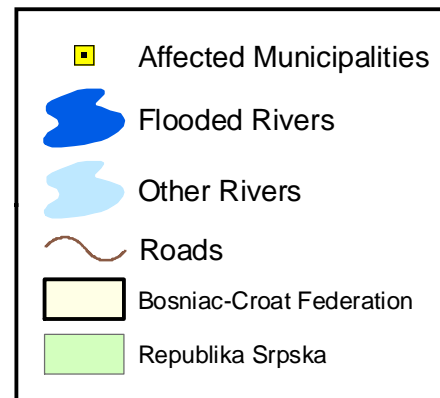 Affected Municipalities
Flooded Rivers
Other Rivers
Roads
Bosniac-Croat Federation
Republika Srpska